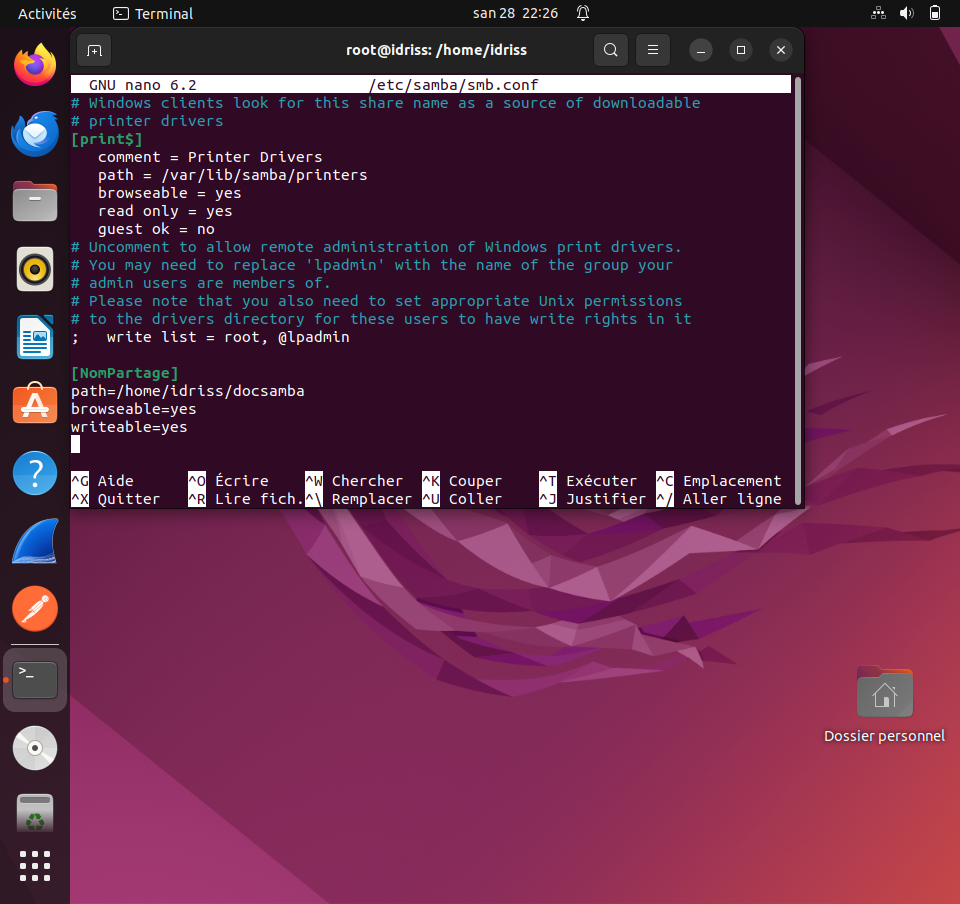 Activités
Terminal
san 28 22:26
root@idriss: /home/idriss
GNU nano 6.2 /etc/samba/smb.conf
# Windows clients look for this share name as a source of downloadable
# printer drivers
[print$]
comment = Printer Drivers
path = /var/lib/samba/printers
browseable = yes
read only = yes
guest ok = no
# Uncomment to allow remote administration of Windows print drivers.
# You may need to replace 'lpadmin' with the name of the group your
# admin users are members of.
# Please note that you also need to set appropriate Unix permissions
# to the drivers directory for these users to have write rights in it
; write list = root, @lpadmin
[NomPartage]
path=/home/idriss/docsamba
browseable=yes
writeable=yes
^G Aide ^O Écrire ^W Chercher ^K Couper ^T Exécuter ^C Emplacement
^X Quitter ^R Lire fich. ^\ Remplacer ^U Coller ^J Justifier ^/ Aller ligne
Dossier personnel